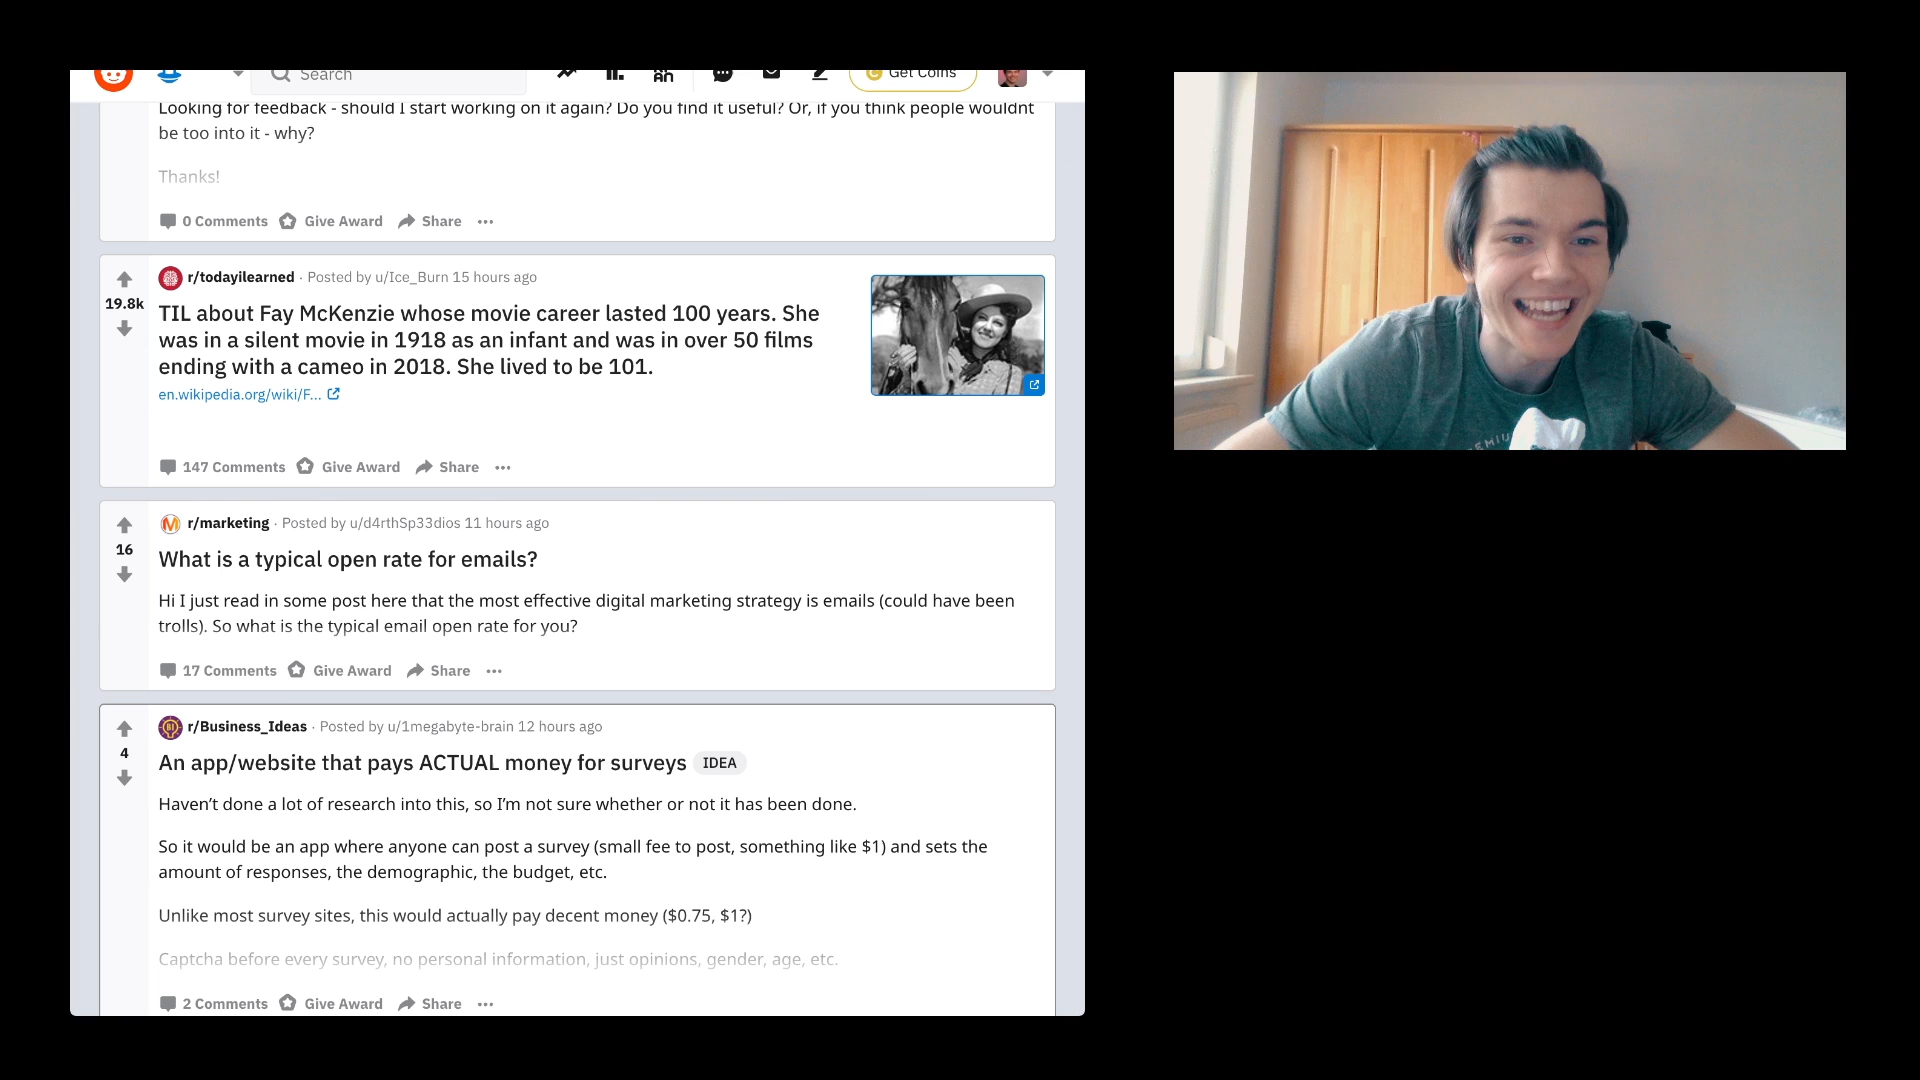 Search
Get Coins
Looking for feedback - should I start working on it again? Do you find it useful? Or, if you think people wouldnt
be too into it - why?
Thanks!
0 Comments Give Award Share
r/todayilearned · Posted by u/Ice_Burn 15 hours ago
19.8k
TIL about Fay McKenzie whose movie career lasted 100 years. She
was in a silent movie in 1918 as an infant and was in over 50 films
ending with a cameo in 2018. She lived to be 101.
en.wikipedia.org/wiki/F...
147 Comments Give Award Share
r/marketing · Posted by u/d4rthSp33dios 11 hours ago
16
What is a typical open rate for emails?
Hi I just read in some post here that the most effective digital marketing strategy is emails (could have been
trolls). So what is the typical email open rate for you?
17 Comments Give Award Share
r/Business_Ideas · Posted by u/1megabyte-brain 12 hours ago
4
An app/website that pays ACTUAL money for surveys IDEA
Haven’t done a lot of research into this, so I’m not sure whether or not it has been done.
So it would be an app where anyone can post a survey (small fee to post, something like $1) and sets the
amount of responses, the demographic, the budget, etc.
Unlike most survey sites, this would actually pay decent money ($0.75, $1?)
Captcha before every survey, no personal information, just opinions, gender, age, etc.
2 Comments Give Award Share